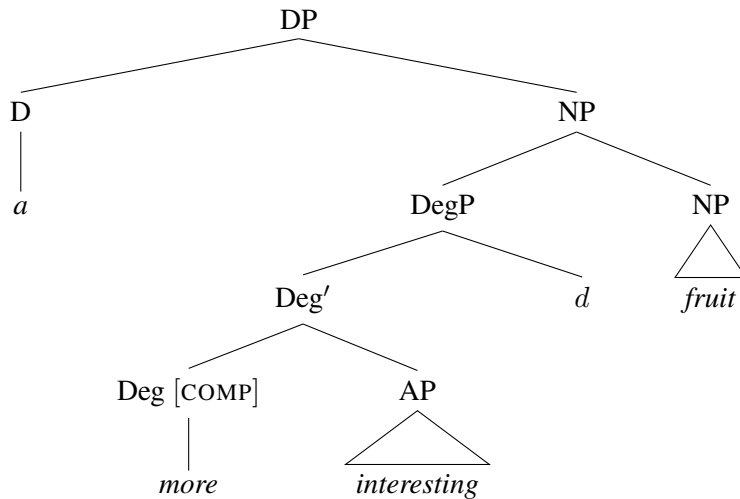 DP
D NP
a DegP NP
Deg′ d fruit
Deg [COMP] AP
more interesting